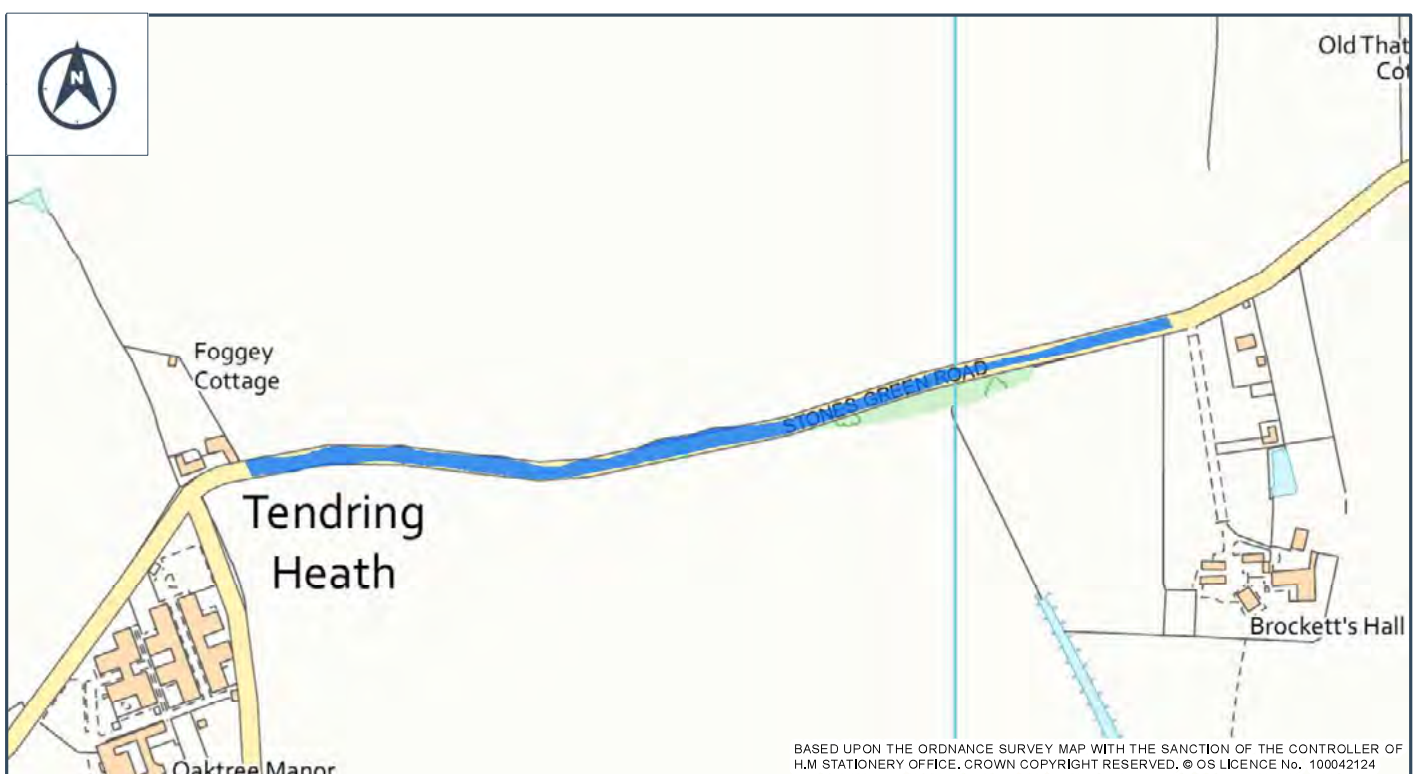 N
Old That
Cot
Foggey
Cottage
STONES GREEN ROAD
Tendring
Heath
Brockett's Hall
Oaktree Manor
BASED UPON THE ORDNANCE SURVEY MAP WITH THE SANCTION OF THE CONTROLLER OF
H.M STATIONERY OFFICE. CROWN COPYRIGHT RESERVED. © OS LICENCE No. 100042124